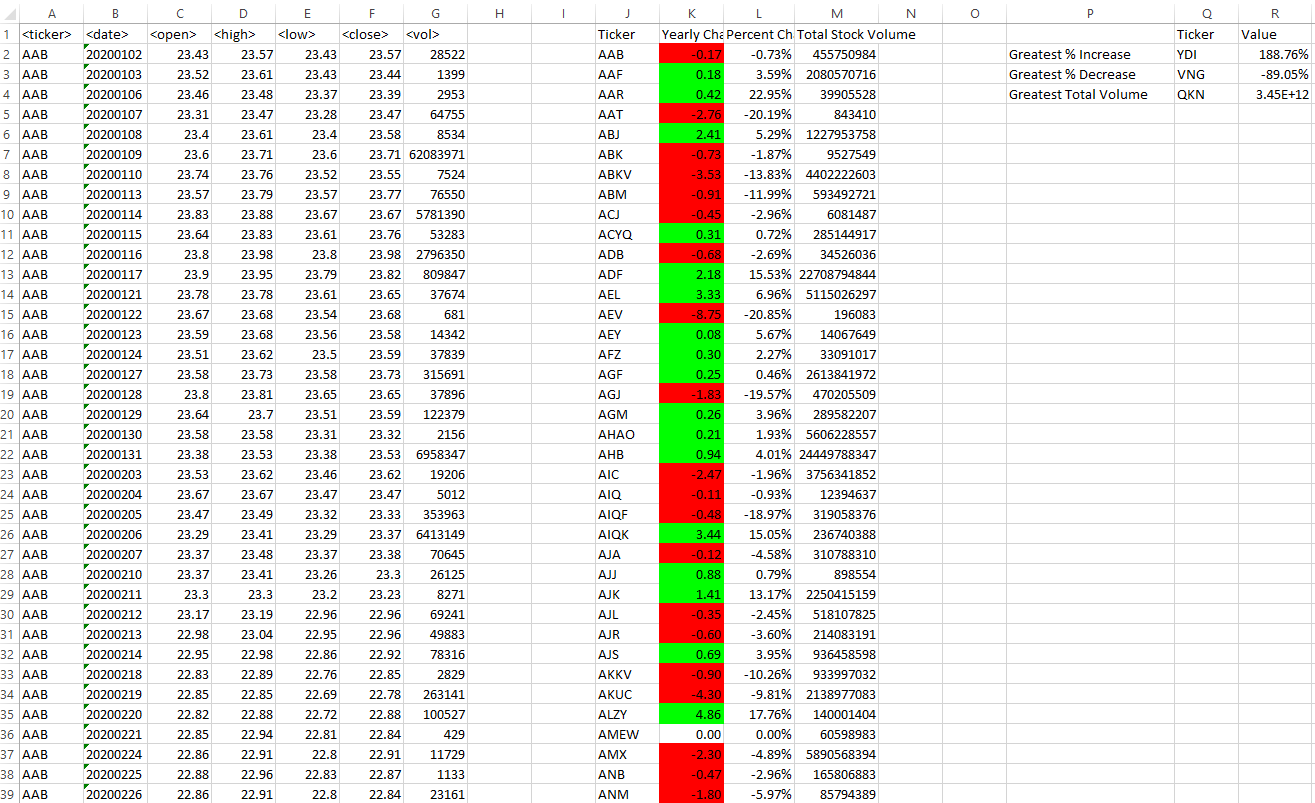 A B C D E F G H I J K L M N O P Q R
1 <ticker> <date> <open> <high> <low> <close> <vol> Ticker Yearly Cha Percent Ch Total Stock Volume Ticker Value
2 AAB 20200102 23.43 23.57 23.43 23.57 28522 AAB -0.17 -0.73% 455750984 Greatest % Increase YDI 188.76%
3 AAB 20200103 23.52 23.61 23.43 23.44 1399 AAF 0.18 3.59% 2080570716 Greatest % Decrease VNG -89.05%
4 AAB 20200106 23.46 23.48 23.37 23.39 2953 AAR 0.42 22.95% 39905528 Greatest Total Volume QKN 3.45E+12
5 AAB 20200107 23.31 23.47 23.28 23.47 64755 AAT -2.76 -20.19% 843410
6 AAB 20200108 23.4 23.61 23.4 23.58 8534 ABJ 2.41 5.29% 1227953758
7 AAB 20200109 23.6 23.71 23.6 23.71 62083971 ABK -0.73 -1.87% 9527549
8 AAB 20200110 23.74 23.76 23.52 23.55 7524 ABKV -3.53 -13.83% 4402222603
9 AAB 20200113 23.57 23.79 23.57 23.77 76550 ABM -0.91 -11.99% 593492721
10 AAB 20200114 23.83 23.88 23.67 23.67 5781390 ACJ -0.45 -2.96% 6081487
11 AAB 20200115 23.64 23.83 23.61 23.76 53283 ACYQ 0.31 0.72% 285144917
12 AAB 20200116 23.8 23.98 23.8 23.98 2796350 ADB -0.68 -2.69% 34526036
13 AAB 20200117 23.9 23.95 23.79 23.82 809847 ADF 2.18 15.53% 22708794844
14 AAB 20200121 23.78 23.78 23.61 23.65 37674 AEL 3.33 6.96% 5115026297
15 AAB 20200122 23.67 23.68 23.54 23.68 681 AEV -8.75 -20.85% 196083
16 AAB 20200123 23.59 23.68 23.56 23.58 14342 AEY 0.08 5.67% 14067649
17 AAB 20200124 23.51 23.62 23.5 23.59 37839 AFZ 0.30 2.27% 33091017
18 AAB 20200127 23.58 23.73 23.58 23.73 315691 AGF 0.25 0.46% 2613841972
19 AAB 20200128 23.8 23.81 23.65 23.65 37896 AGJ -1.83 -19.57% 470205509
20 AAB 20200129 23.64 23.7 23.51 23.59 122379 AGM 0.26 3.96% 289582207
21 AAB 20200130 23.58 23.58 23.31 23.32 2156 AHAO 0.21 1.93% 5606228557
22 AAB 20200131 23.38 23.53 23.38 23.53 6958347 AHB 0.94 4.01% 24449788347
23 AAB 20200203 23.53 23.62 23.46 23.62 19206 AIC -2.47 -1.96% 3756341852
24 AAB 20200204 23.67 23.67 23.47 23.47 5012 AIQ -0.11 -0.93% 12394637
25 AAB 20200205 23.47 23.49 23.32 23.33 353963 AIQF -0.48 -18.97% 319058376
26 AAB 20200206 23.29 23.41 23.29 23.37 6413149 AIQK 3.44 15.05% 236740388
27 AAB 20200207 23.37 23.48 23.37 23.38 70645 AJA -0.12 -4.58% 310788310
28 AAB 20200210 23.37 23.41 23.26 23.3 26125 AJJ 0.88 0.79% 898554
29 AAB 20200211 23.3 23.3 23.2 23.23 8271 AJK 1.41 13.17% 2250415159
30 AAB 20200212 23.17 23.19 22.96 22.96 69241 AJL -0.35 -2.45% 518107825
31 AAB 20200213 22.98 23.04 22.95 22.96 49883 AJR -0.60 -3.60% 214083191
32 AAB 20200214 22.95 22.98 22.86 22.92 78316 AJS 0.69 3.95% 936458598
33 AAB 20200218 22.83 22.89 22.76 22.85 2829 AKKV -0.90 -10.26% 933997032
34 AAB 20200219 22.85 22.85 22.69 22.78 263141 AKUC -4.30 -9.81% 2138977083
35 AAB 20200220 22.82 22.88 22.72 22.88 100527 ALZY 4.86 17.76% 140001404
36 AAB 20200221 22.85 22.94 22.81 22.84 429 AMEW 0.00 0.00% 60598983
37 AAB 20200224 22.86 22.91 22.8 22.91 11729 AMX -2.30 -4.89% 5890568394
38 AAB 20200225 22.88 22.96 22.83 22.87 1133 ANB -0.47 -2.96% 165806883
39 AAB 20200226 22.86 22.91 22.8 22.84 23161 ANM -1.80 -5.97% 85794389